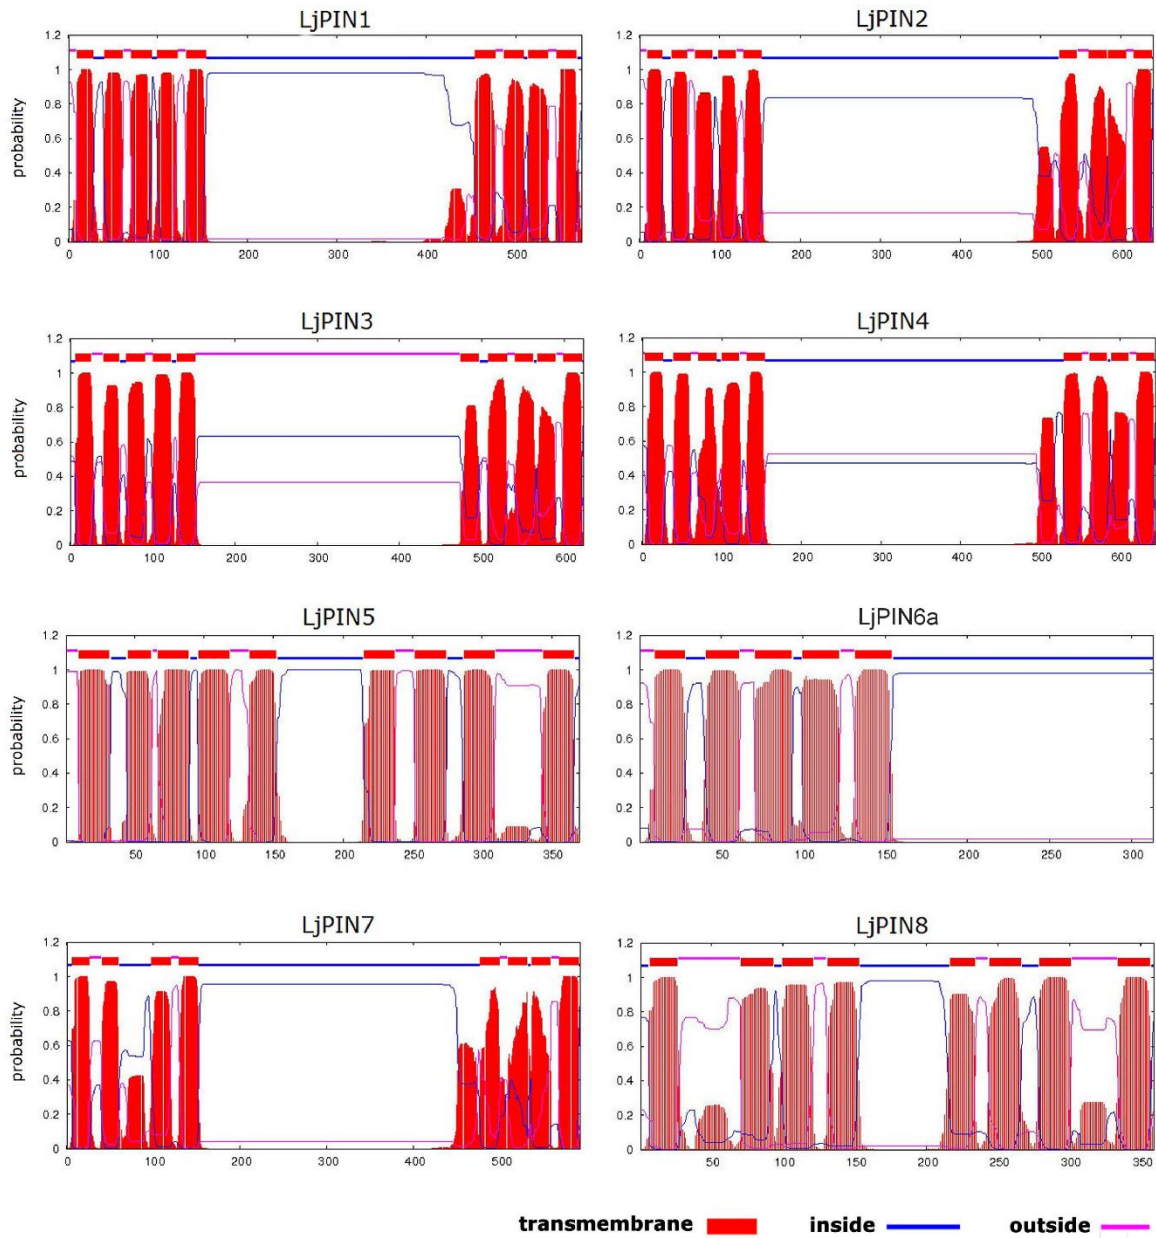 LjPIN1 LjPIN2
1.2 1.2
1 1
0.8 0.8
probability
0.6 0.6
0.4 0.4
0.2 0.2
0 0
0 100 200 300 400 500 0 100 200 300 400 500 600
LjPIN3 LjPIN4
1.2 1.2
1 1
0.8 0.8
probability
0.6 0.6
0.4 0.4
0.2 0.2
0 0
0 100 200 300 400 500 600 0 100 200 300 400 500 600
LjPIN5 LjPIN6a
1.2 1.2
1 1
0.8 0.8
probability
0.6 0.6
0.4 0.4
0.2 0.2
0 0
50 100 150 200 250 300 350 50 100 150 200 250 300
LjPIN7 LjPIN8
1.2 1.2
1 1
0.8 0.8
probability
0.6 0.6
0.4 0.4
0.2 0.2
0 0
0 100 200 300 400 500 50 100 150 200 250 300 350
transmembrane inside outside